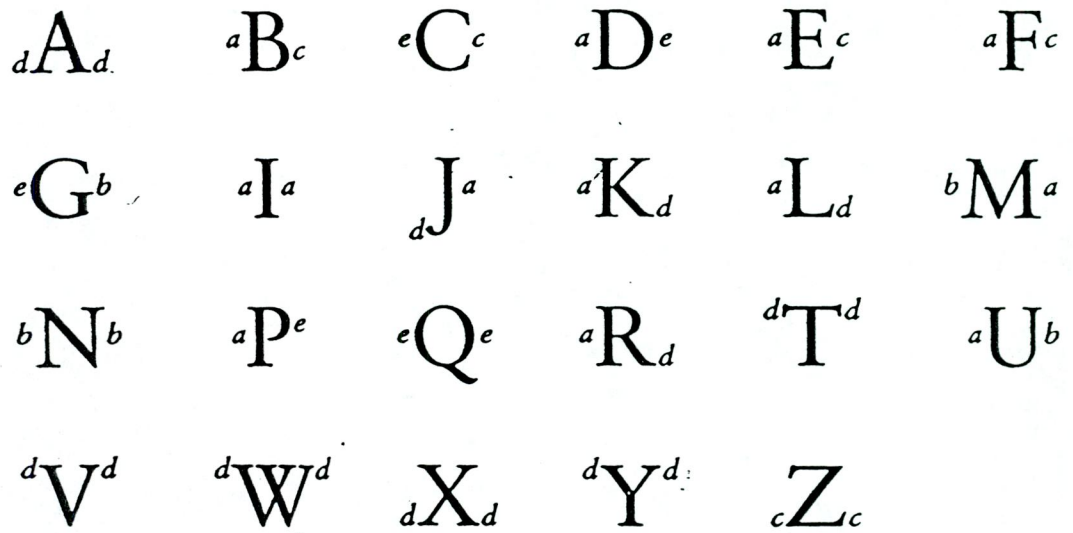 dAd aBc eCc aDe aEc aFc
eGb aIa dJa aKd aLd bMa
bNb aPe eQe aRd dTd aUb
dVd dWd dXd dYd cZc